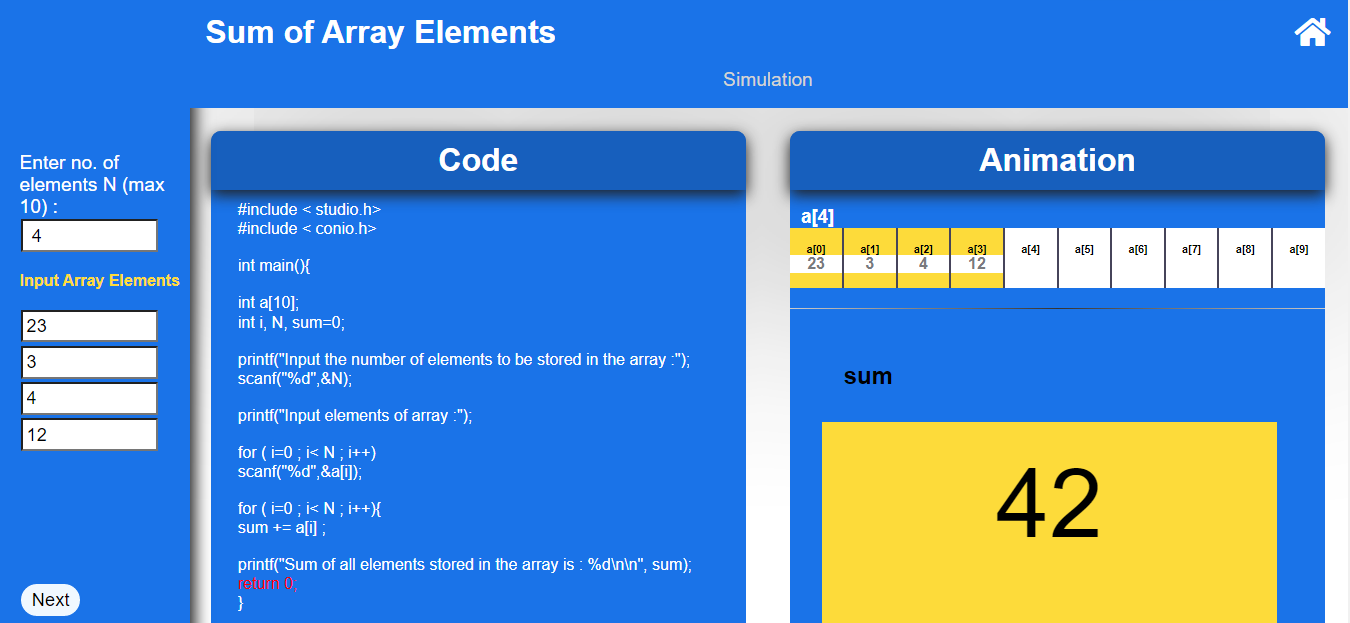 Sum of Array Elements
Simulation
Enter no. of
elements N (max
10) :
4
Input Array Elements
23
3
4
12
Next
Code
#include < studio.h>
#include < conio.h>
int main(){
int a[10];
int i, N, sum=0;
printf("Input the number of elements to be stored in the array :");
scanf("%d",&N);
printf("Input elements of array :");
for ( i=0 ; i< N ; i++)
scanf("%d",&a[i]);
for ( i=0 ; i< N ; i++){
sum += a[i] ;
printf("Sum of all elements stored in the array is : %d\n\n", sum);
return 0;
}
Animation
a[4]
a[0] a[1] a[2] a[3] a[4] a[5] a[6] a[7] a[8] a[9]
23 3 4 12
sum
42